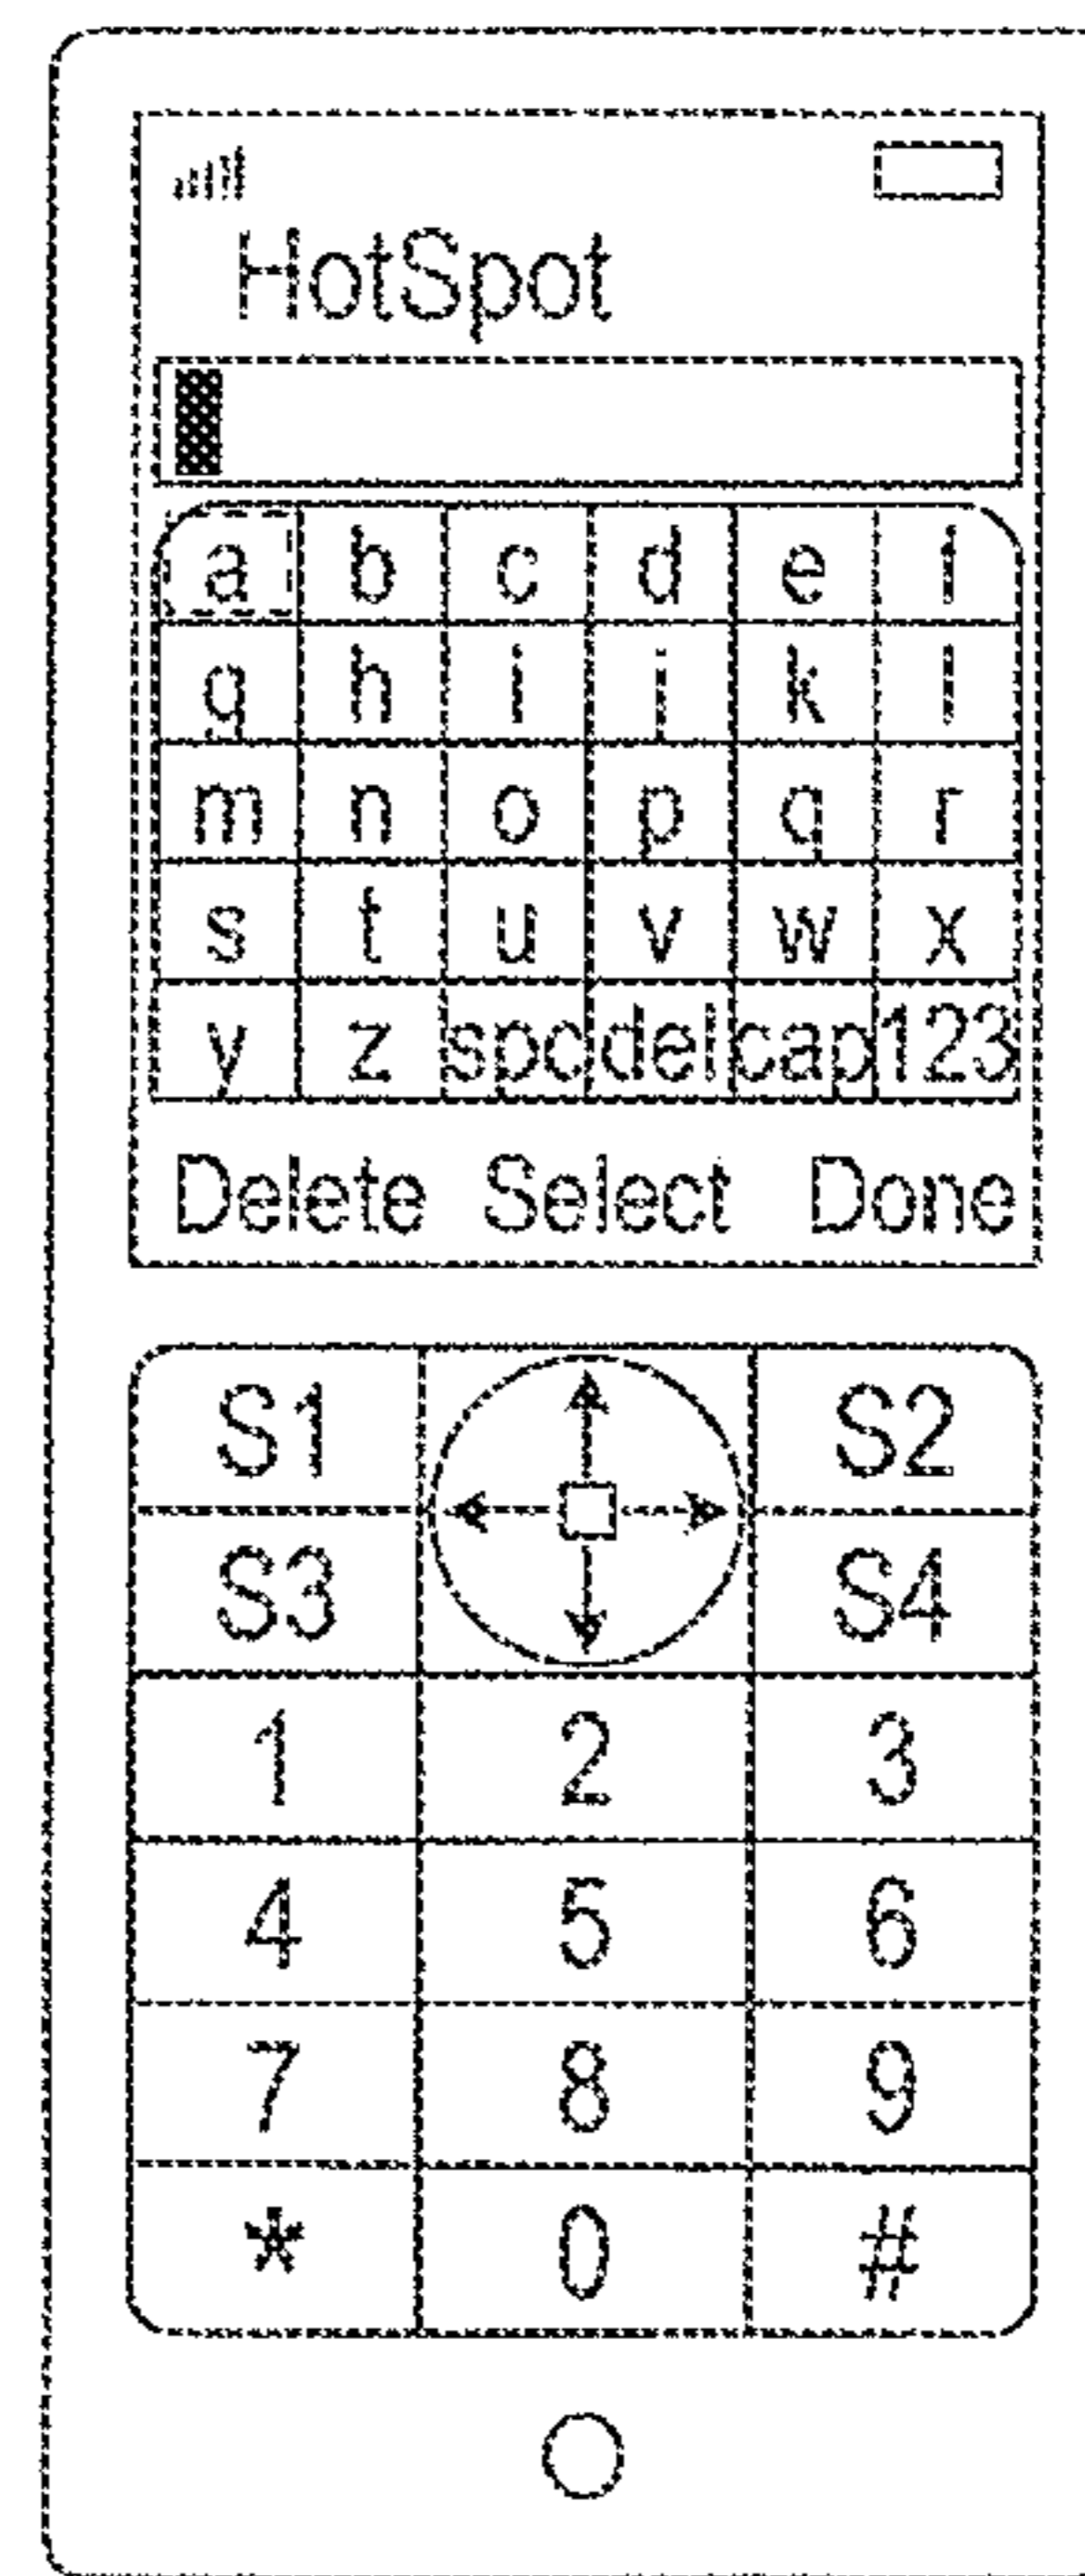 HotSpot
a b c d e f
g h i j k l
m n o p q r
s t u v w x
y z spc del cap 123
Delete Select Done
S1 S2
S3 S4
1 2 3
4 5 6
7 8 9
* 0 #